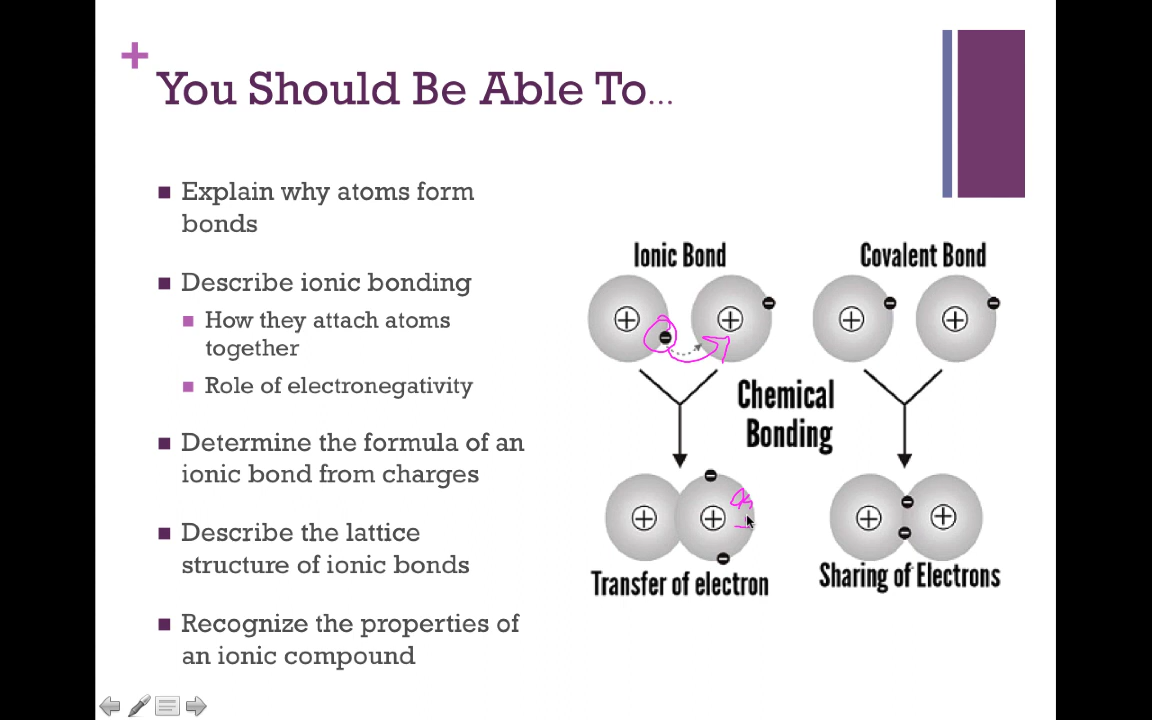 You Should Be Able To...
Explain why atoms form
bonds
Describe ionic bonding
How they attach atoms
together
Role of electronegativity
Determine the formula of an
ionic bond from charges
Describe the lattice
structure of ionic bonds
Recognize the properties of
an ionic compound
Ionic Bond
Covalent Bond
Chemical
Bonding
Transfer of electron
Sharing of Electrons